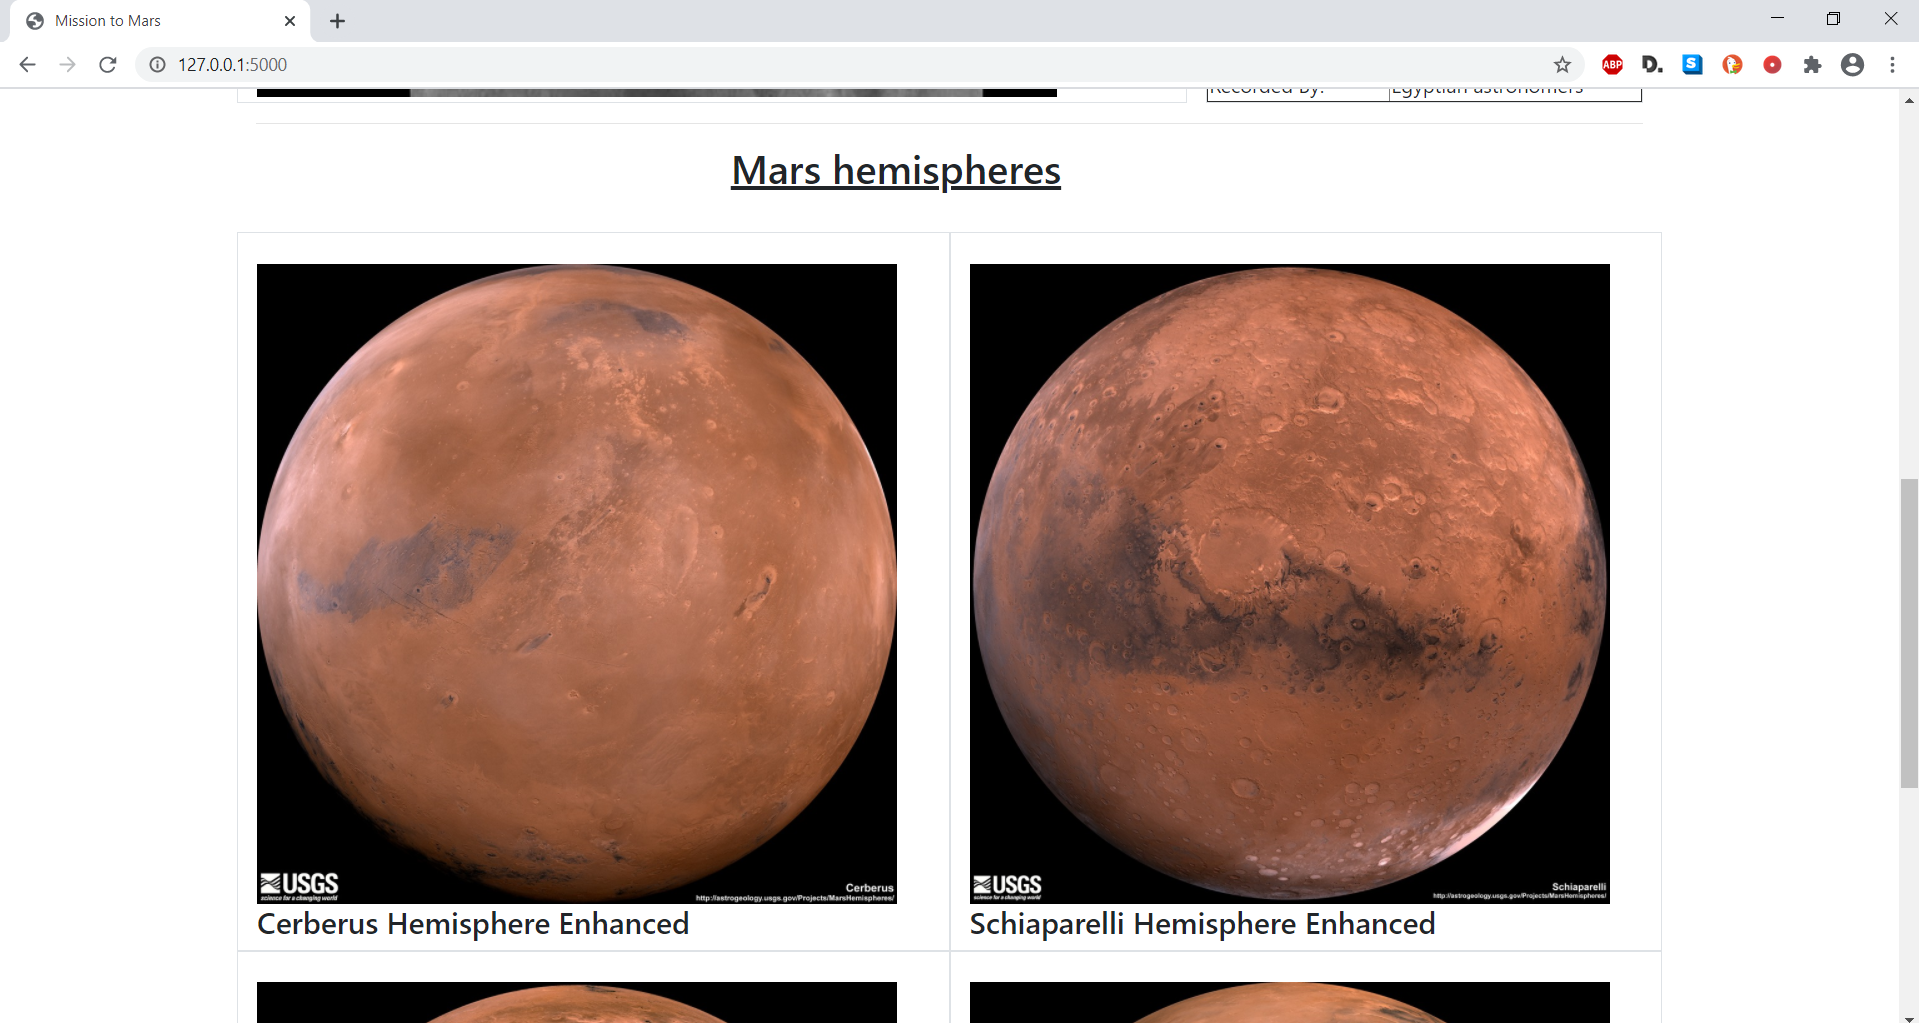 Mission to Mars
127.0.0.1:5000
ABP
D.
S
Recorded By: Egyptian astronomers
Mars hemispheres
USGS
science for a changing world
Cerberus
http://astrogeology.usgs.gov/Projects/MarsHemispheres/
Cerberus Hemisphere Enhanced
USGS
science for a changing world
Schiaparelli
http://astrogeology.usgs.gov/Projects/MarsHemispheres/
Schiaparelli Hemisphere Enhanced